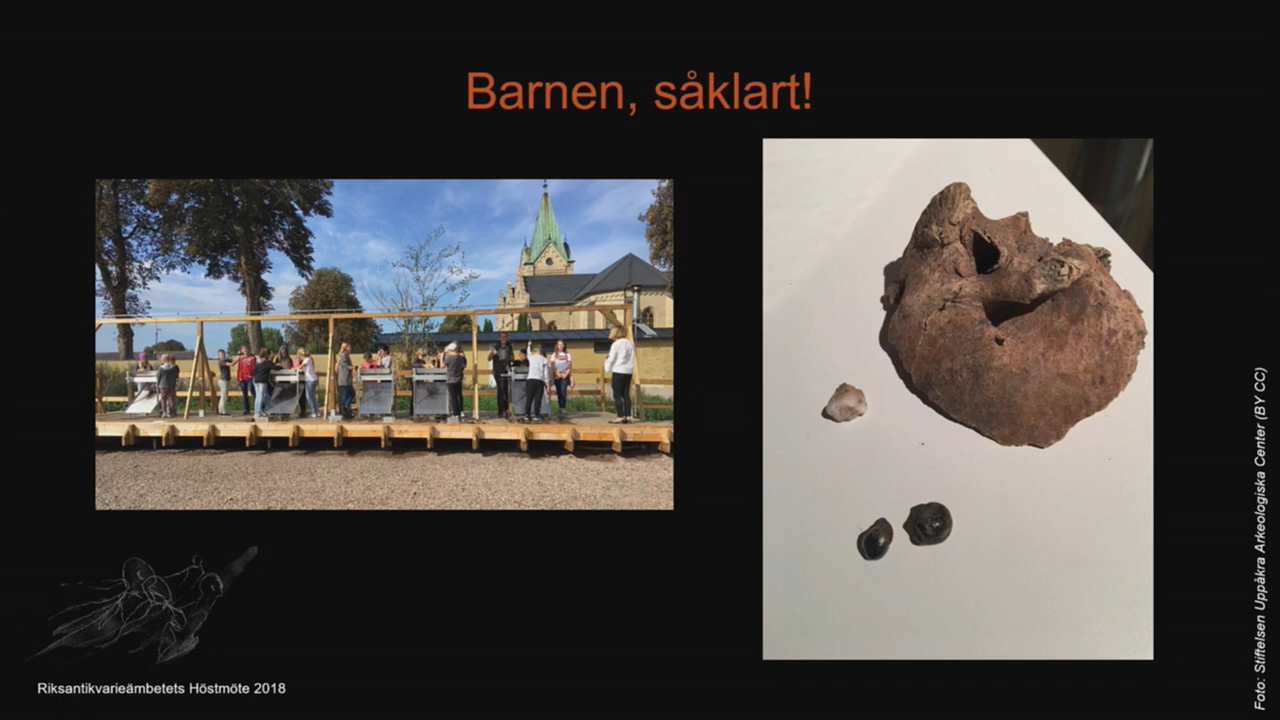 Barnen, såklart!
Foto: Stiftelsen Uppåkra Arkeologiska Center (BY CC)
Riksantikvarieämbetets Höstmöte 2018